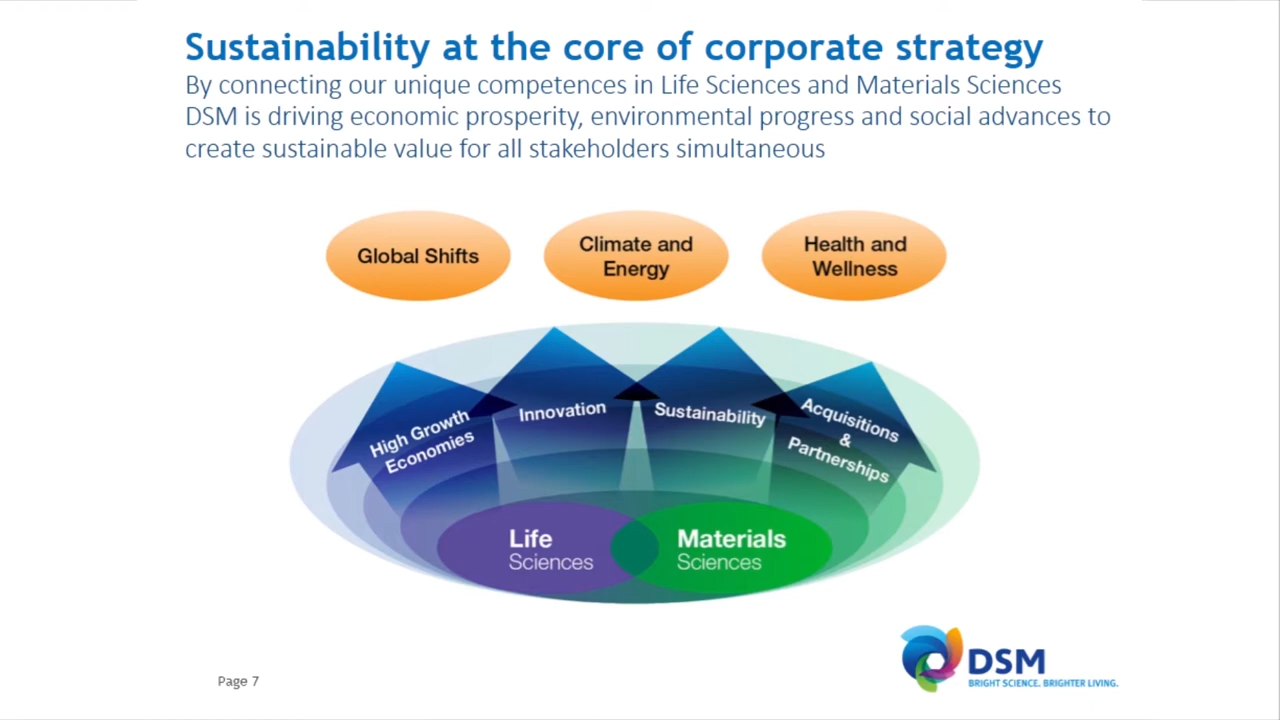 Sustainability at the core of corporate strategy
By connecting our unique competences in Life Sciences and Materials Sciences
DSM is driving economic prosperity, environmental progress and social advances to
create sustainable value for all stakeholders simultaneous
Global Shifts
Climate and
Energy
Health and
Wellness
High Growth
Economies
Innovation
Sustainability
Acquisitions
&
Partnerships
Life
Sciences
Materials
Sciences
DSM
BRIGHT SCIENCE. BRIGHTER LIVING.
Page 7